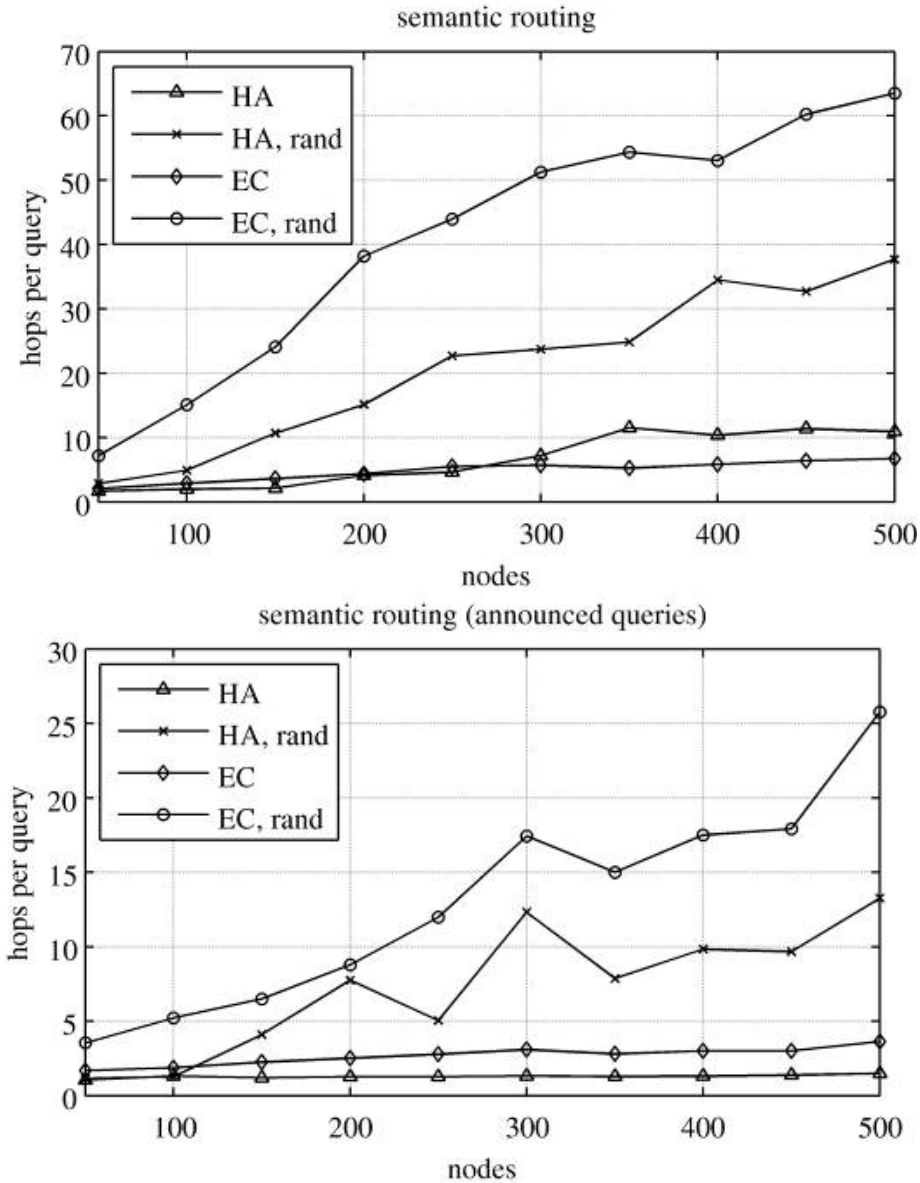 semantic routing
70
60
50
40
30
20
10
0
hops per query
HA
HA, rand
EC
EC, rand
100 200 300 400 500
nodes
semantic routing (announced queries)
30
25
20
15
10
5
0
hops per query
HA
HA, rand
EC
EC, rand
100 200 300 400 500
nodes